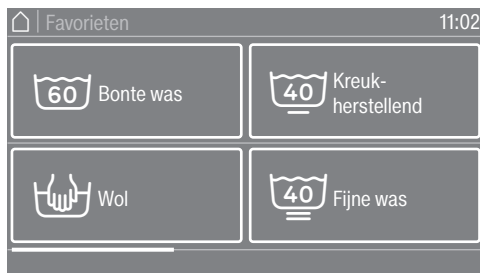 Favorieten
11:02
60 Bonte was
40 Kreuk-
herstellend
Wol
40 Fijne was